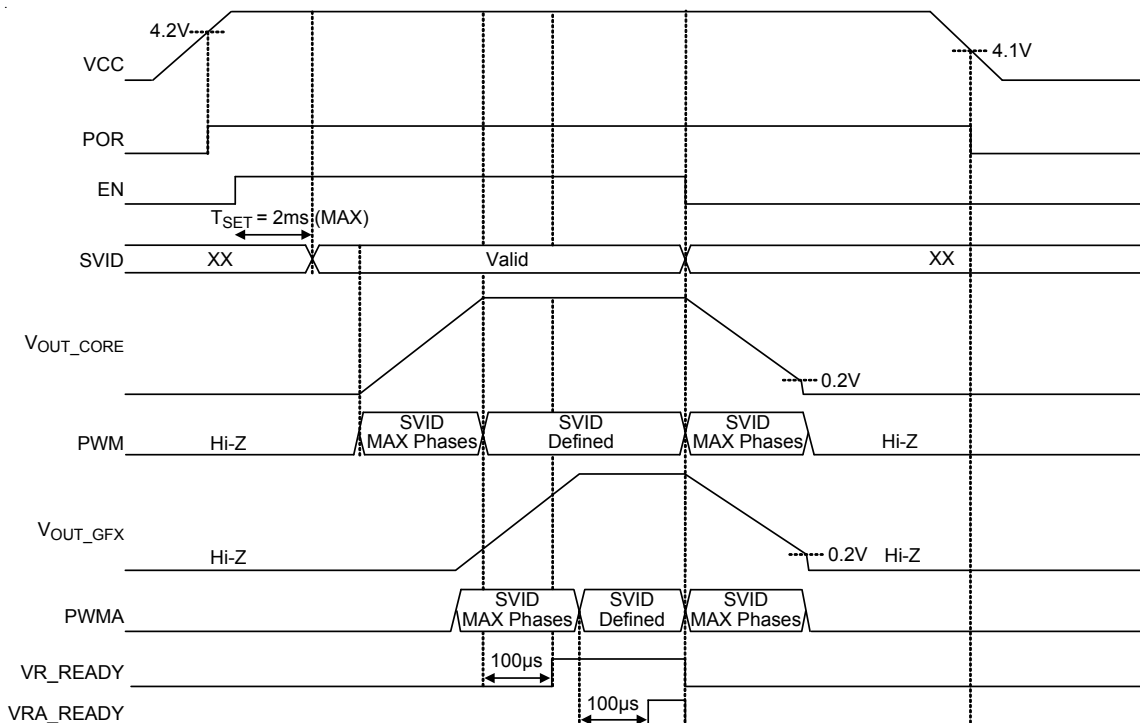 4.2V
4.1V
VCC
POR
EN
TSET = 2ms (MAX)
SVID XX Valid XX
VOUT_CORE
0.2V
PWM Hi-Z SVID MAX Phases SVID Defined SVID MAX Phases Hi-Z
VOUT_GFX
Hi-Z 0.2V Hi-Z
PWMA SVID MAX Phases SVID Defined SVID MAX Phases
VR_READY 100µs
VRA_READY 100µs